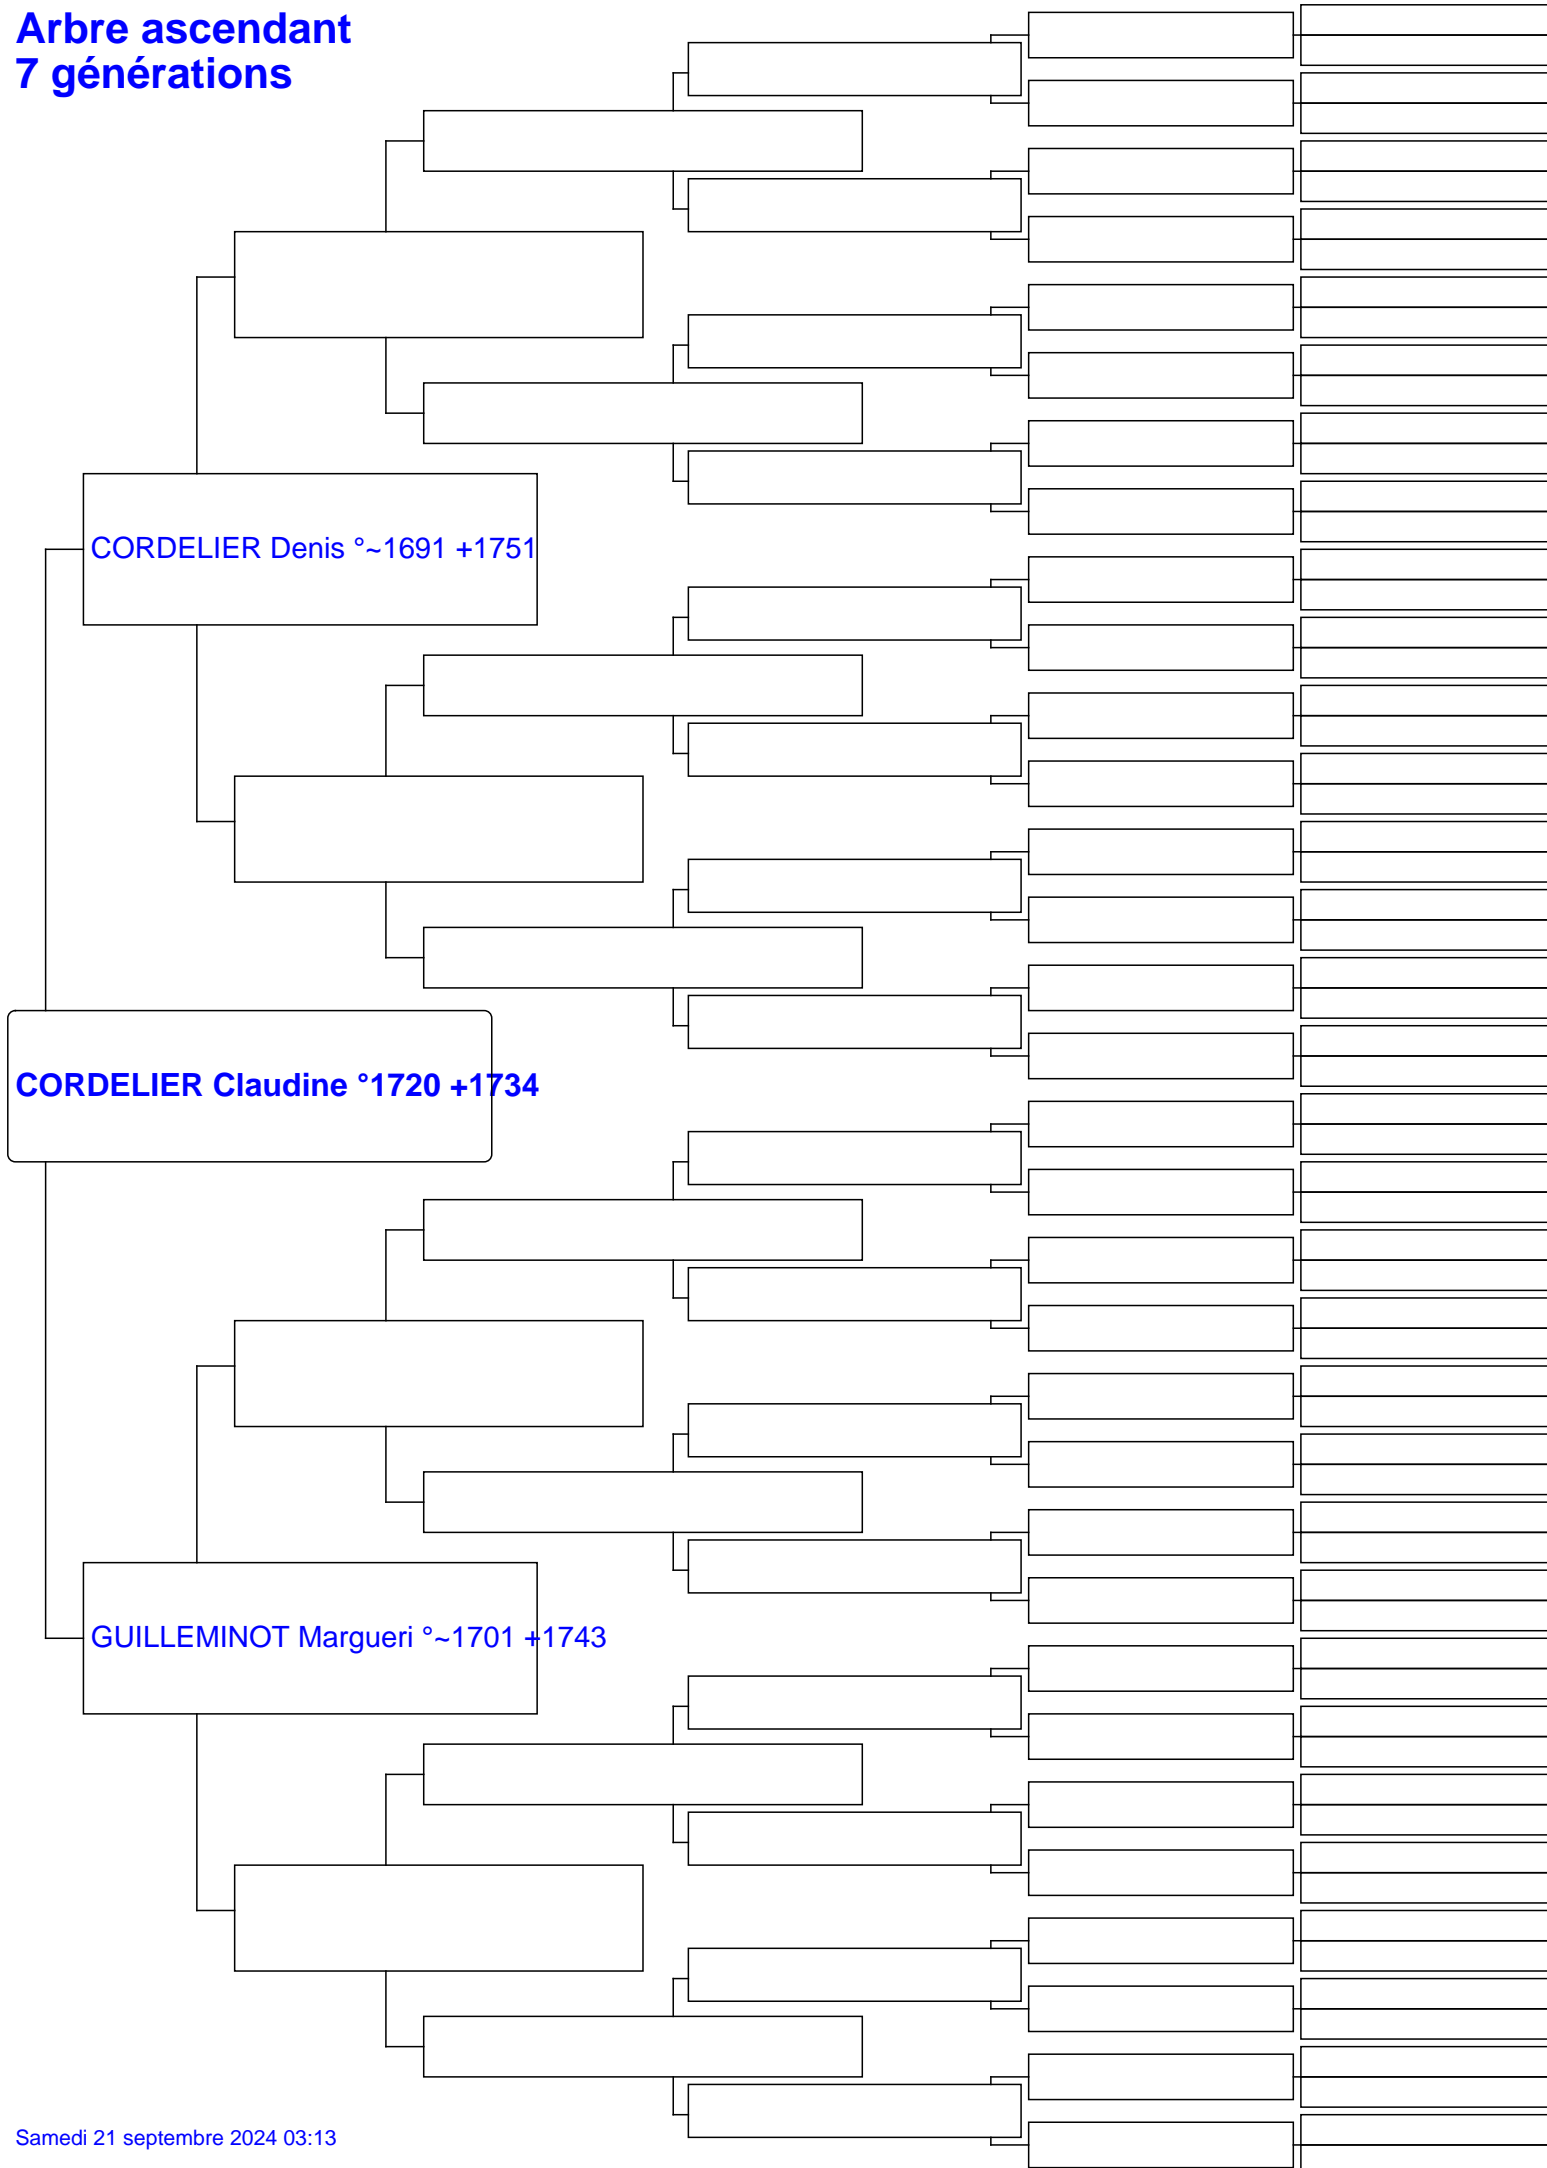 Arbre ascendant
7 générations
CORDELIER Denis °~1691 +1751
CORDELIER Claudine °1720 +1734
GUILLEMINOT Margueri °~1701 +1743
Samedi 21 septembre 2024 03:13